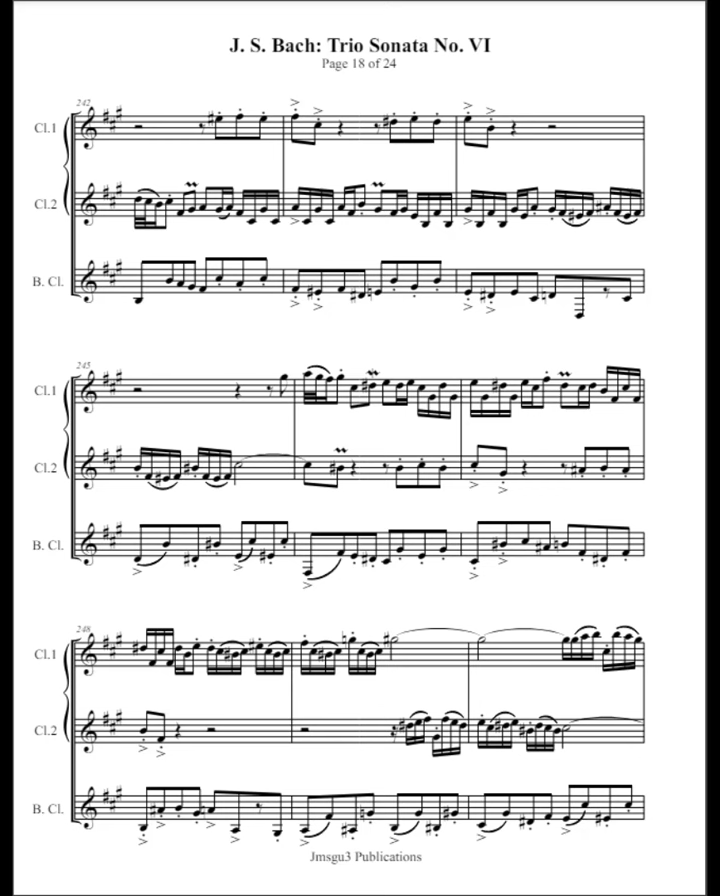 J. S. Bach: Trio Sonata No. VI
Page 18 of 24
242
Cl.1
Cl.2
B. Cl.
245
Cl.1
Cl.2
B. Cl.
248
Cl.1
Cl.2
B. Cl.
Jmsgu3 Publications